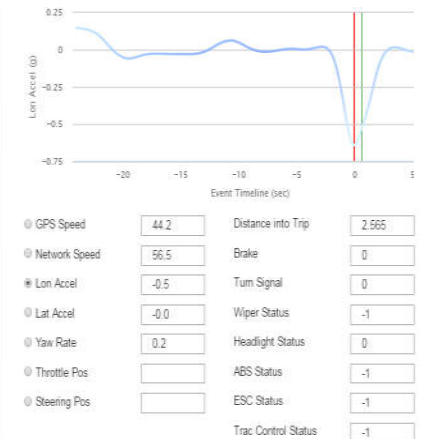 0.25
0
-0.25
-0.5
-0.75
Lon Accel (g)
-20 -15 -10 -5 0 5
Event Timeline (sec)
GPS Speed 44.2 Distance into Trip 2.565
Network Speed 56.5 Brake 0
Lon Accel -0.5 Turn Signal 0
Lat Accel -0.0 Wiper Status -1
Yaw Rate 0.2 Headlight Status 0
Throttle Pos ABS Status -1
Steering Pos ESC Status -1
Trac Control Status -1